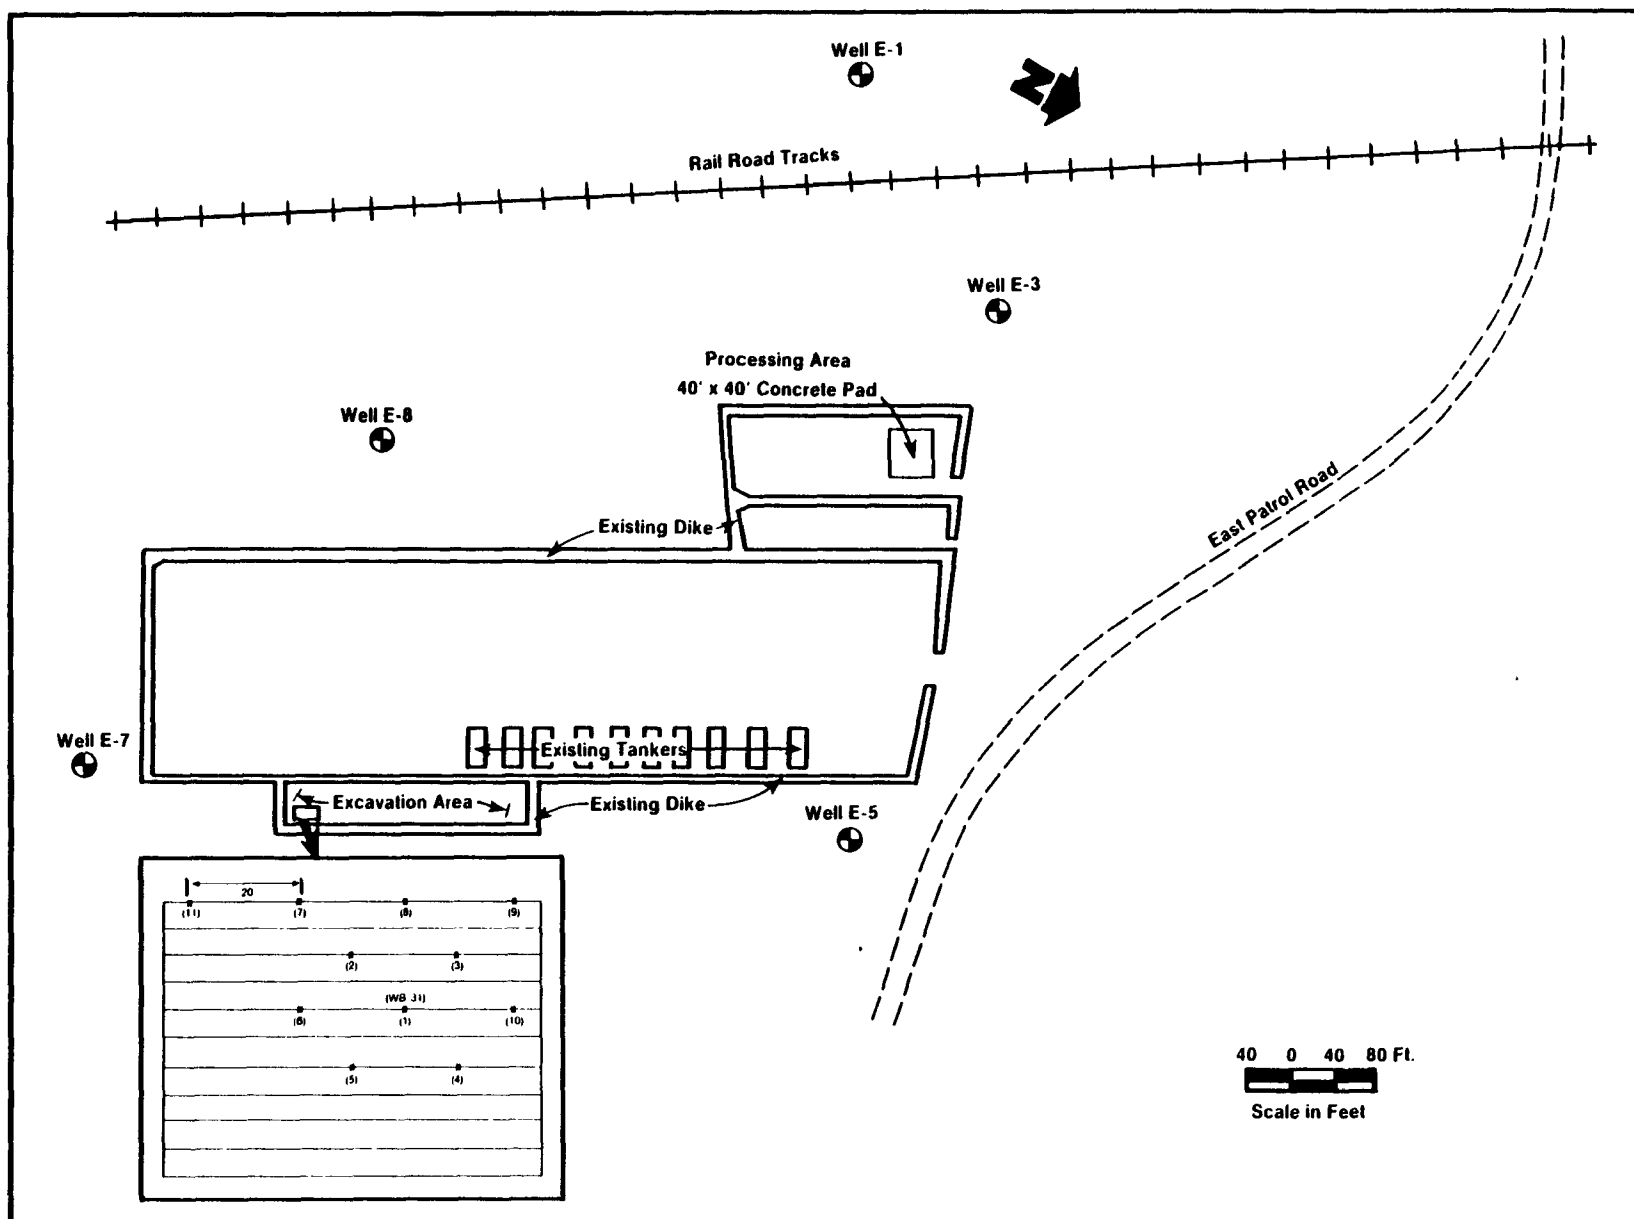 Well E-1
N
Rail Road Tracks
Well E-3
Processing Area
40' x 40' Concrete Pad
Well E-8
East Patrol Road
Existing Dike
Well E-7
Existing Tankers
Excavation Area
Existing Dike
Well E-5
20
(11)
(7)
(8)
(9)
(2)
(3)
(WB 31)
(6)
(1)
(10)
(5)
(4)
40 0 40 80 Ft.
Scale in Feet